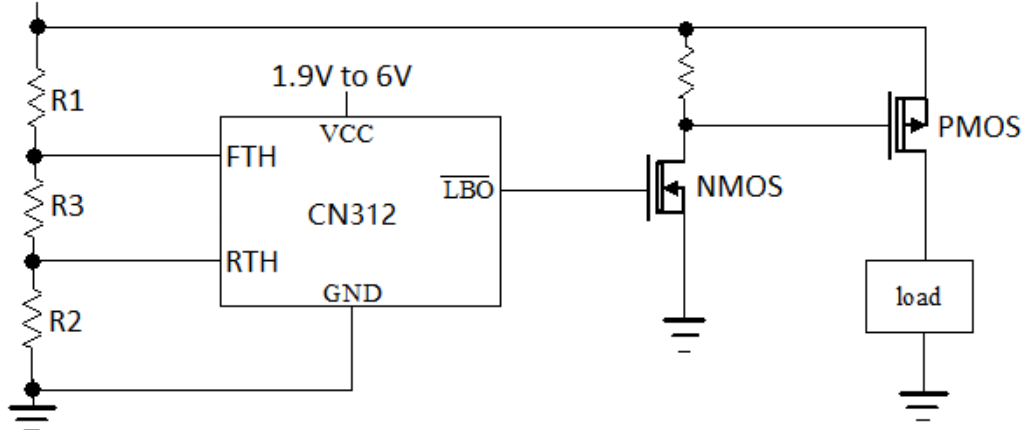 1.9V to 6V
R1
VCC
PMOS
FTH
LBO
NMOS
R3
CN312
RTH
GND
load
R2